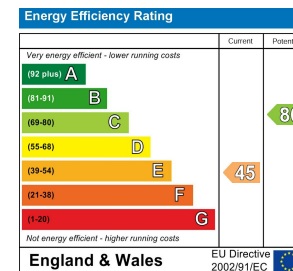 Energy Efficiency Rating
Current
Very energy efficient - lower running costs
(92 plus) A
(81-91) B
(69-80) C
(55-68) D
(39-54) E
45
(21-38) F
(1-20) G
Not energy efficient - higher running costs
England & Wales
EU Directive
2002/91/EC